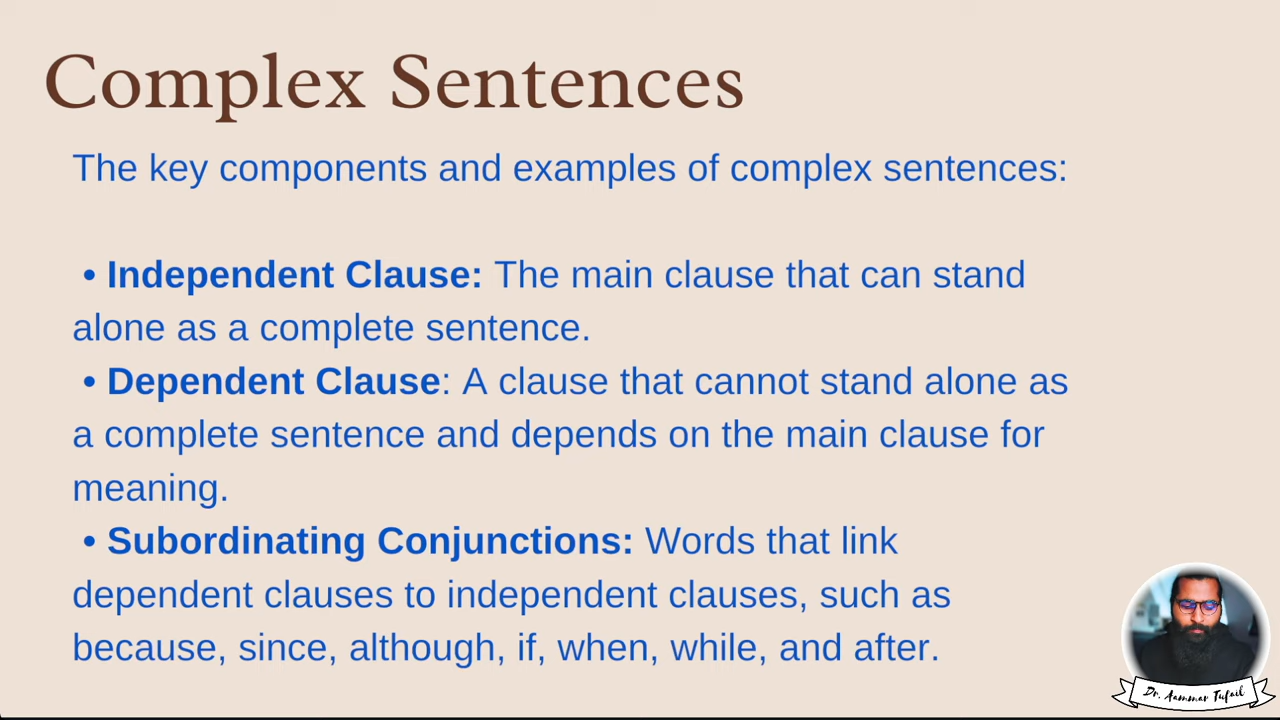 Complex Sentences
The key components and examples of complex sentences:
• Independent Clause: The main clause that can stand
alone as a complete sentence.
• Dependent Clause: A clause that cannot stand alone as
a complete sentence and depends on the main clause for
meaning.
• Subordinating Conjunctions: Words that link
dependent clauses to independent clauses, such as
because, since, although, if, when, while, and after.
Dr. Aammar Tufail